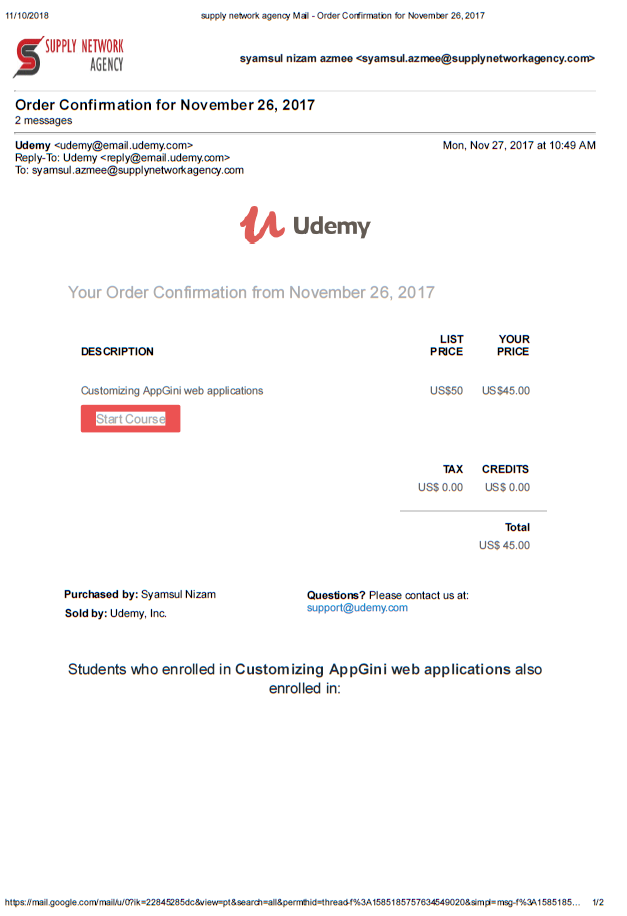 11/10/2018 supply network agency Mail - Order Confirmation for November 26, 2017
SUPPLY NETWORK
AGENCY
syamsul nizam azmee <syamsul.azmee@supplynetworkagency.com>
Order Confirmation for November 26, 2017
2 messages
Udemy <udemy@email.udemy.com> Mon, Nov 27, 2017 at 10:49 AM
Reply-To: Udemy <reply@email.udemy.com>
To: syamsul.azmee@supplynetworkagency.com
Udemy
Your Order Confirmation from November 26, 2017
DESCRIPTION LIST PRICE YOUR PRICE
Customizing AppGini web applications US$50 US$45.00
Start Course
TAX CREDITS
US$ 0.00 US$ 0.00
Total
US$ 45.00
Purchased by: Syamsul Nizam
Sold by: Udemy, Inc.
Questions? Please contact us at:
support@udemy.com
Students who enrolled in Customizing AppGini web applications also
enrolled in:
https://mail.google.com/mail/u/0?ik=22845285dc&view=pt&search=all&permthid=thread-f%3A1585185757634549020&simpl=msg-f%3A1585185... 1/2